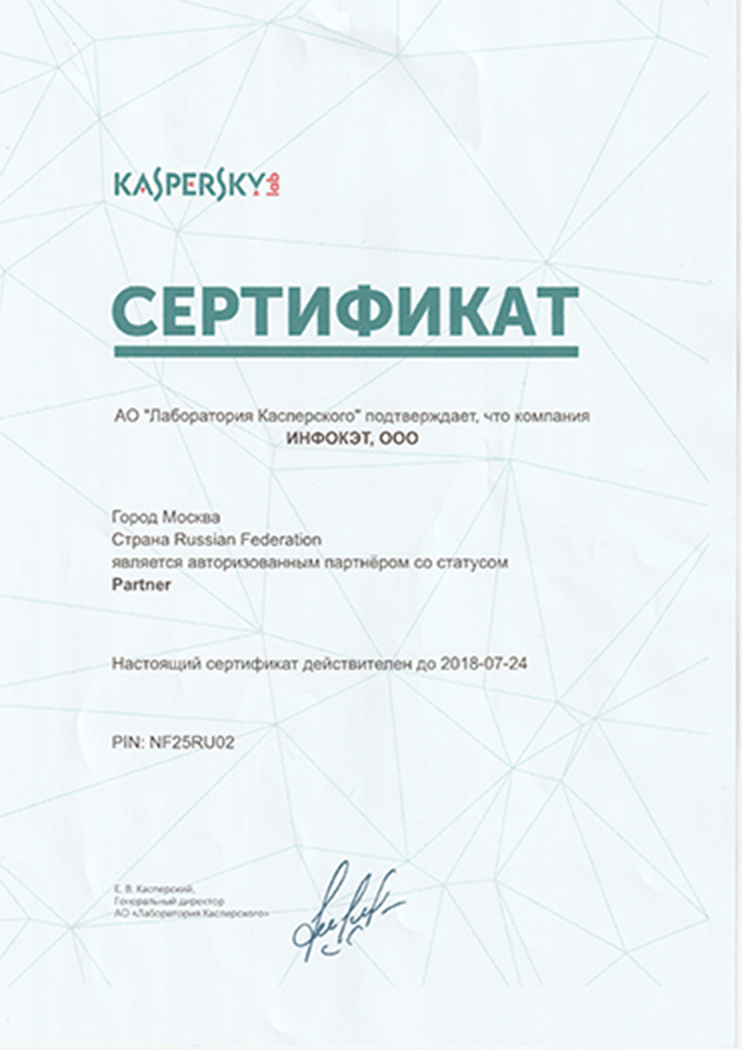 KASPERSKY lab
СЕРТИФИКАТ
АО "Лаборатория Касперского" подтверждает, что компания
ИНФОКЭТ, ООО
Город Москва
Страна Russian Federation
является авторизованным партнёром со статусом
Partner
Настоящий сертификат действителен до 2018-07-24
PIN: NF25RU02
Е. В. Касперский,
Генеральный директор
АО «Лаборатория Касперского»